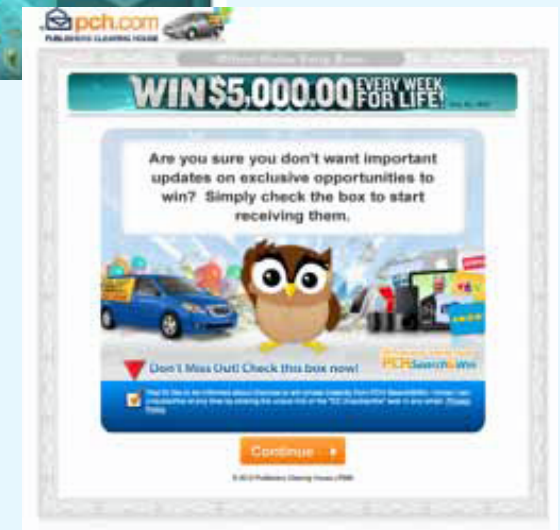 pch.com
PUBLISHERS CLEARING HOUSE
WIN $5,000.00 EVERY WEEK FOR LIFE!
Are you sure you don't want important
updates on exclusive opportunities to
win? Simply check the box to start
receiving them.
Don't Miss Out! Check this box now!
PCHSearch&Win
Continue